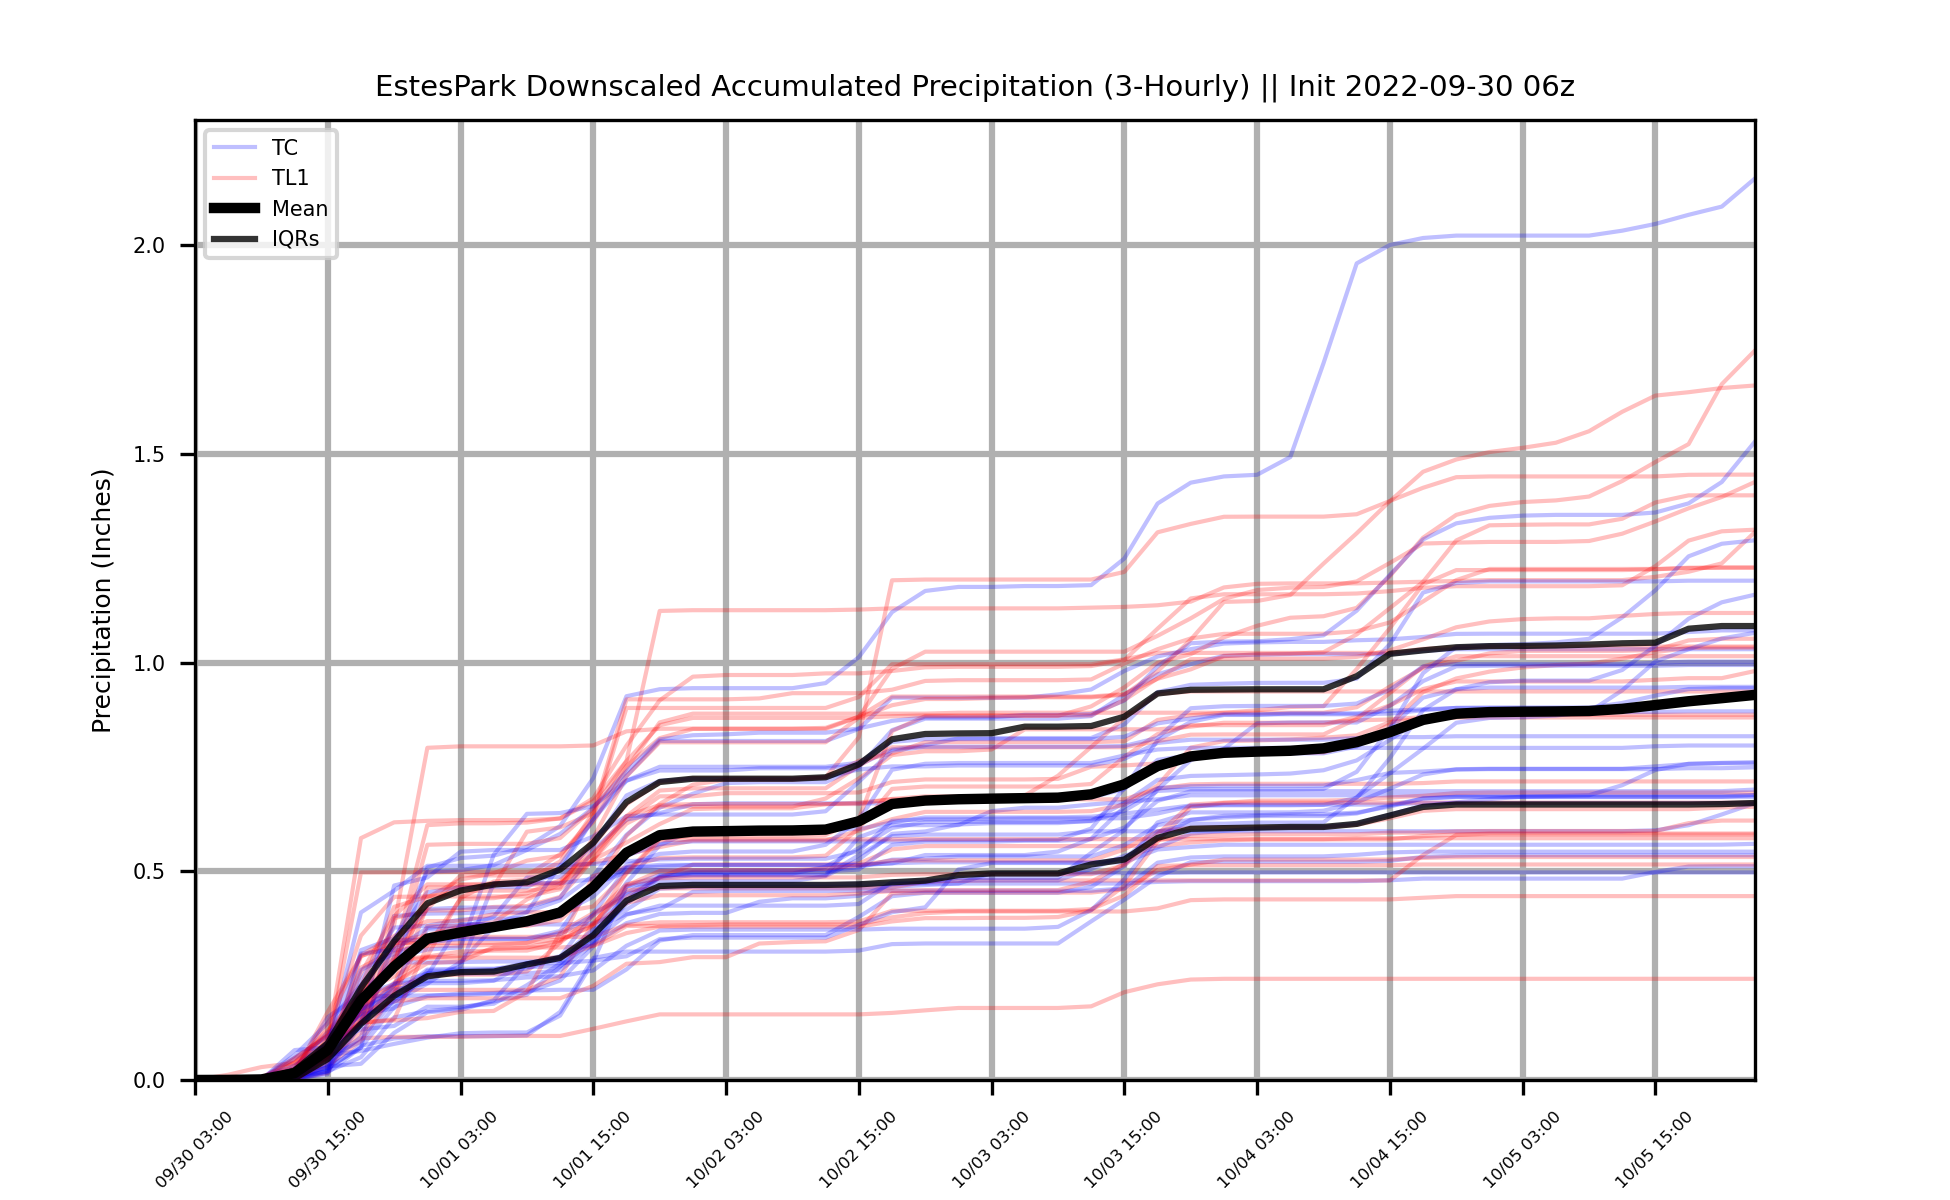 EstesPark Downscaled Accumulated Precipitation (3-Hourly) || Init 2022-09-30 06z
TC
TL1
Mean
IQRs
Precipitation (Inches)
2.0
1.5
1.0
0.5
0.0
09/30 03:00
09/30 15:00
10/01 03:00
10/01 15:00
10/02 03:00
10/02 15:00
10/03 03:00
10/03 15:00
10/04 03:00
10/04 15:00
10/05 03:00
10/05 15:00